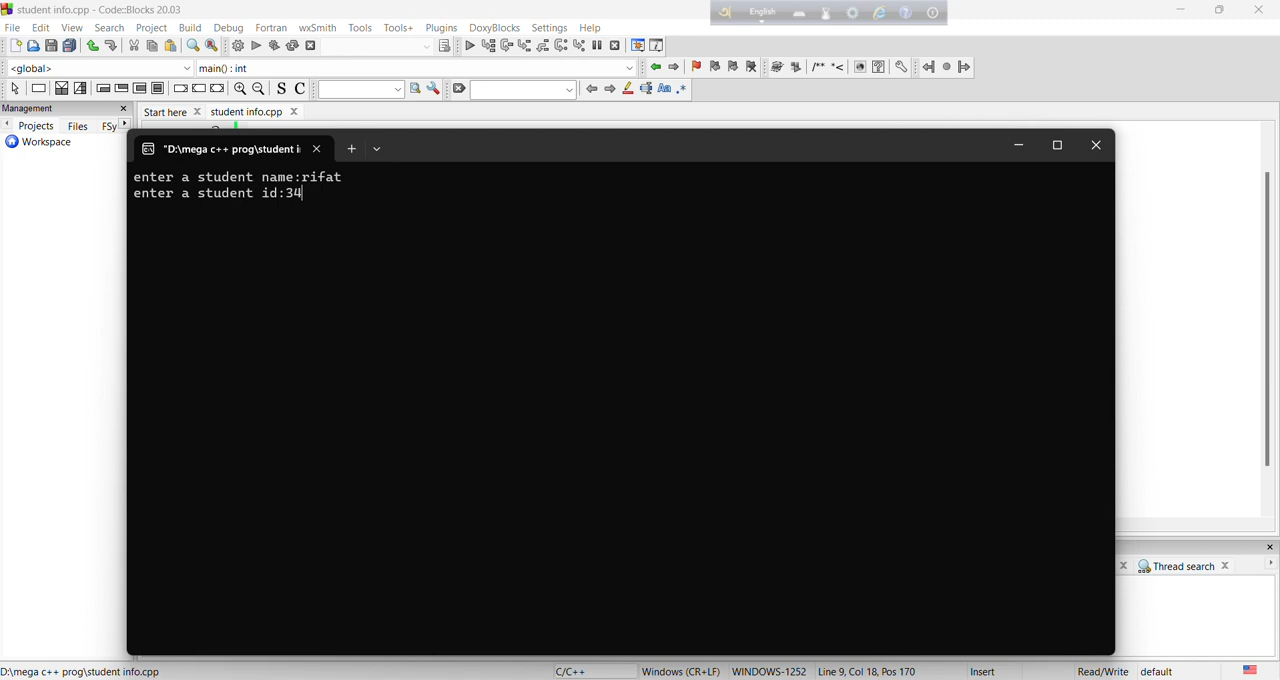 student info.cpp - Code::Blocks 20.03
English
File Edit View Search Project Build Debug Fortran wxSmith Tools Tools+ Plugins DoxyBlocks Settings Help
<global> main() : int /** *<
S C Aa .*
Management
Start here student info.cpp
Projects Files FSy
Workspace
"D:\mega c++ prog\student i
enter a student name:rifat
enter a student id:34
Thread search
D:\mega c++ prog\student info.cpp C/C++ Windows (CR+LF) WINDOWS-1252 Line 9, Col 18, Pos 170 Insert Read/Write default